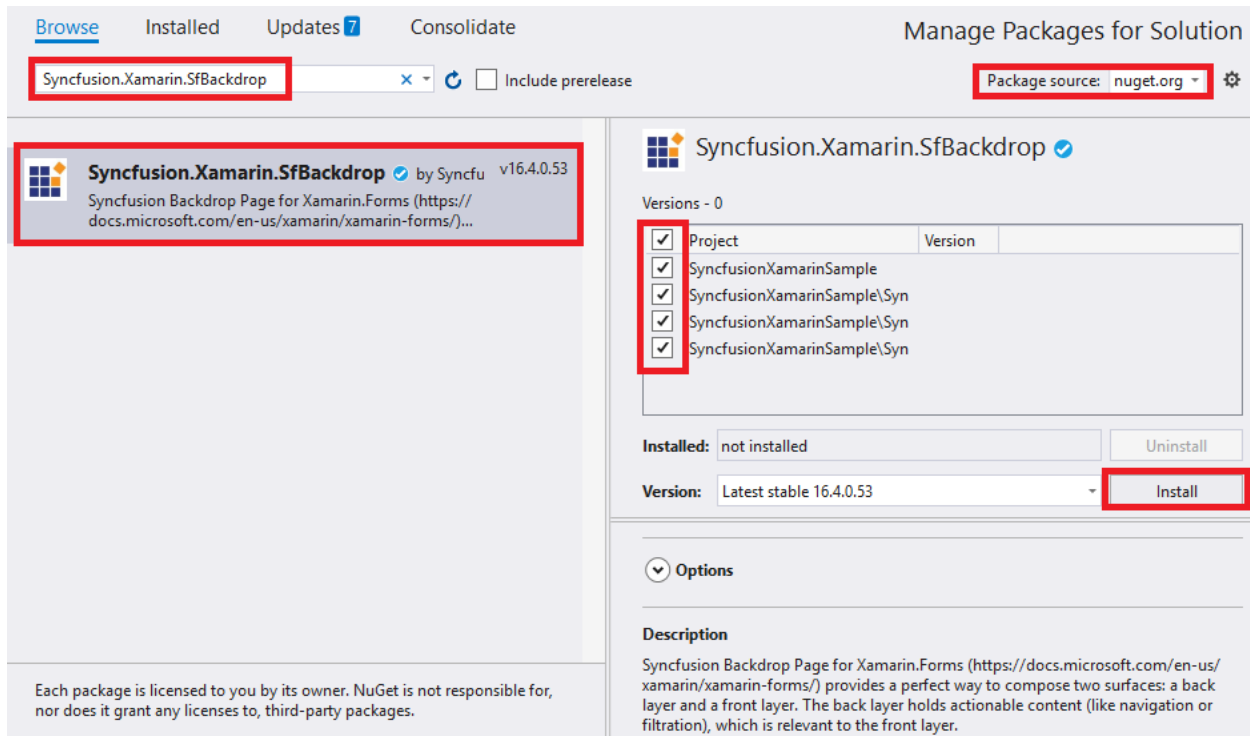 Browse Installed Updates 7 Consolidate
Manage Packages for Solution
Syncfusion.Xamarin.SfBackdrop
Include prerelease
Package source: nuget.org
Syncfusion.Xamarin.SfBackdrop by Syncfu v16.4.0.53
Syncfusion Backdrop Page for Xamarin.Forms (https://
docs.microsoft.com/en-us/xamarin/xamarin-forms/)...
Each package is licensed to you by its owner. NuGet is not responsible for,
nor does it grant any licenses to, third-party packages.
Syncfusion.Xamarin.SfBackdrop
Versions - 0
Project Version
SyncfusionXamarinSample
SyncfusionXamarinSample\Syn
SyncfusionXamarinSample\Syn
SyncfusionXamarinSample\Syn
Installed: not installed Uninstall
Version: Latest stable 16.4.0.53 Install
Options
Description
Syncfusion Backdrop Page for Xamarin.Forms (https://docs.microsoft.com/en-us/
xamarin/xamarin-forms/) provides a perfect way to compose two surfaces: a back
layer and a front layer. The back layer holds actionable content (like navigation or
filtration), which is relevant to the front layer.